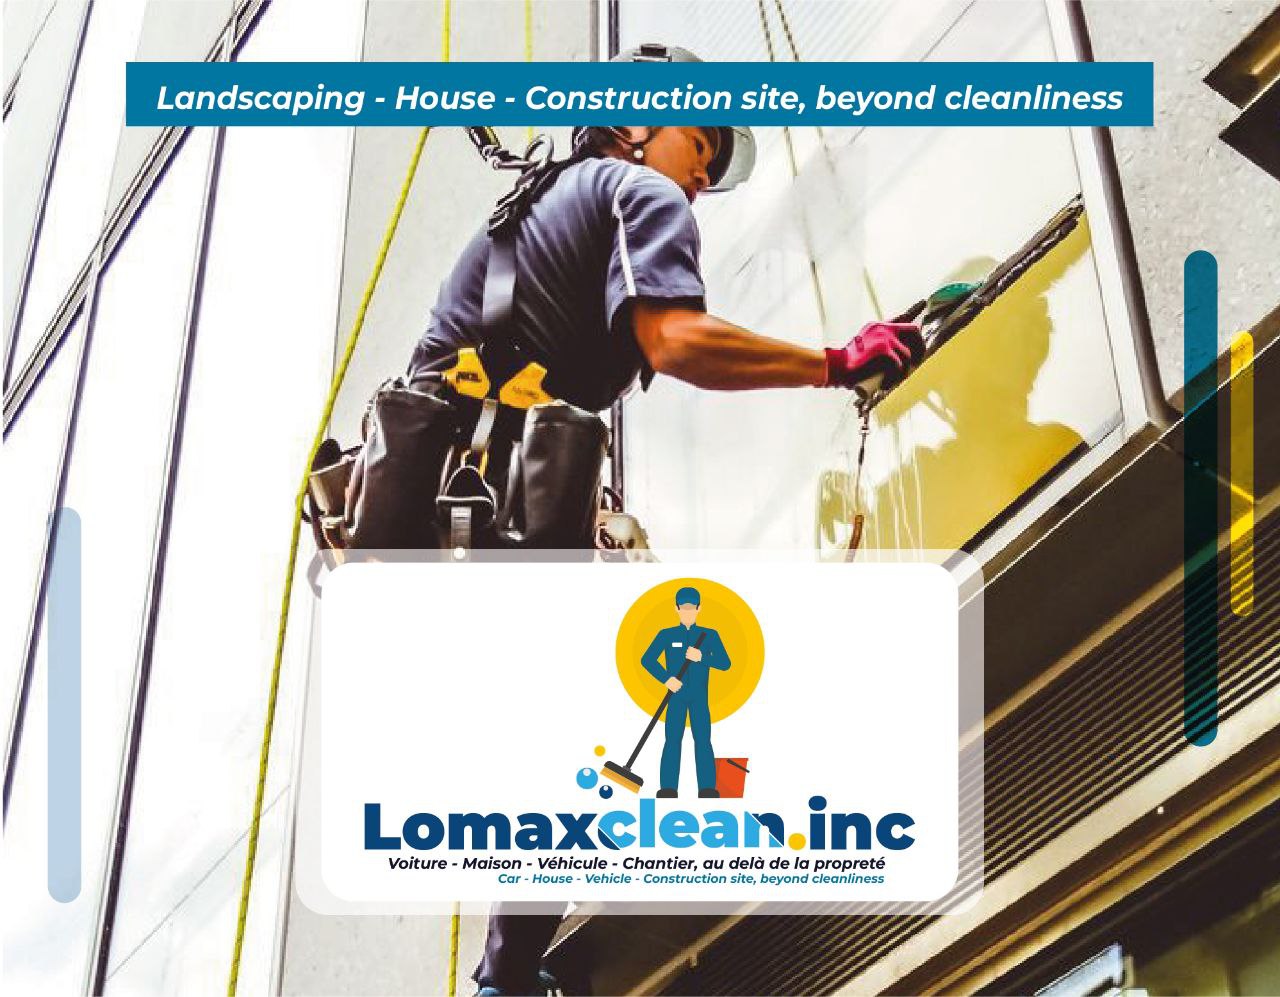 Landscaping - House - Construction site, beyond cleanliness
Lomaxclean.inc
Voiture - Maison - Véhicule - Chantier, au delà de la propreté
Car - House - Vehicle - Construction site, beyond cleanliness